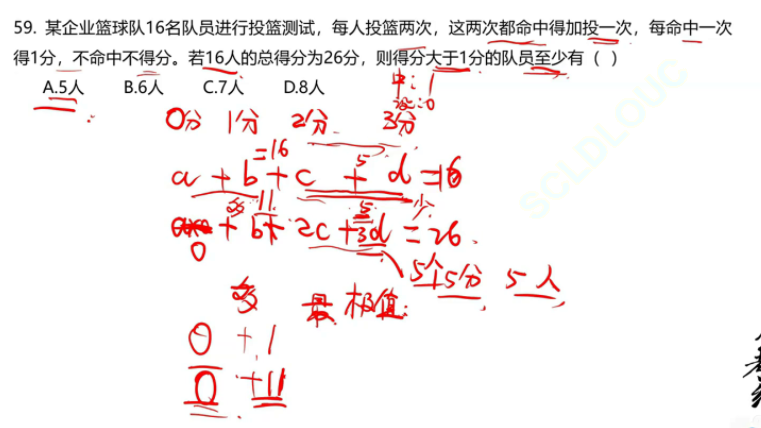 59. 某企业篮球队16名队员进行投篮测试，每人投篮两次，这两次都命中得加投一次，每命中一次
得1分，不命中不得分。若16人的总得分为26分，则得分大于1分的队员至少有（ ）
A.5人 B.6人 C.7人 D.8人
中：1
没：0
0分 1分 2分 3分
=16 5
a + b + c + d = 16
多 11 5 少
+ b + 2c + 3d = 26.
0
5个5分 5人
多 最 极值：
0 + 1
0 + 11
SCLDLOUC